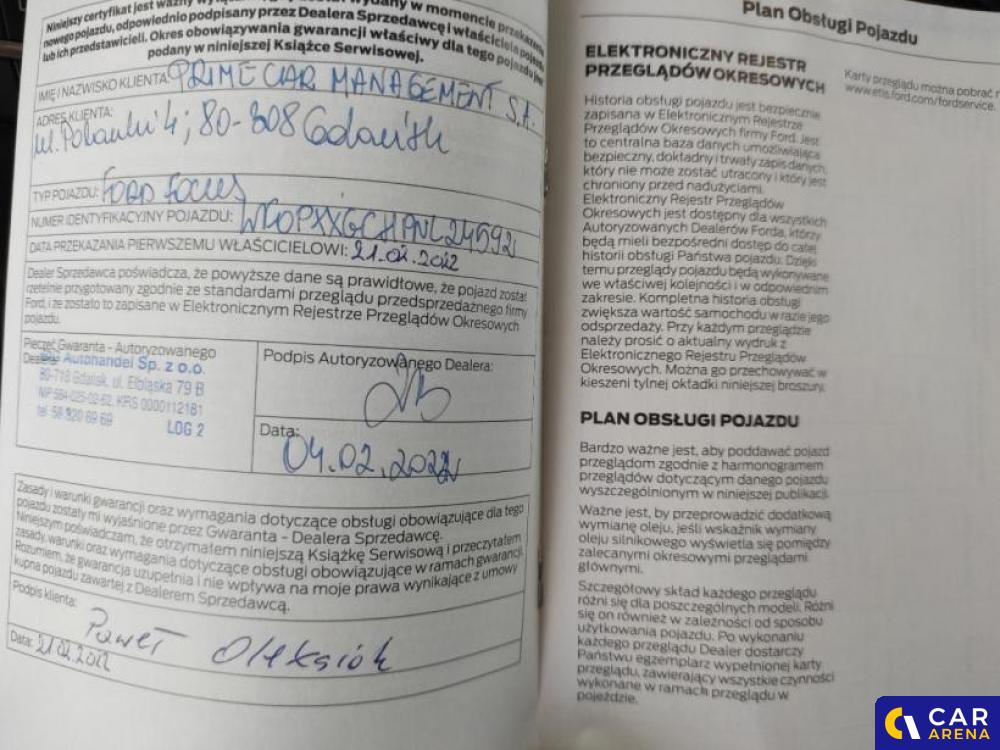 Niniejszy certyfikat jest ważny
wydany w momencie przekazania
nowego pojazdu, odpowiednio podpisany przez Dealera Sprzedawcę i właściciela pojazdu
lub ich przedstawicieli. Okres obowiązywania gwarancji właściwy dla tego pojazdu jest
podany w niniejszej Książce Serwisowej.
IMIĘ I NAZWISKO KLIENTA: PRIME CAR MANAGEMENT S.A.
ADRES KLIENTA:
ul. Polanki 4; 80-308 Gdańsk
TYP POJAZDU: FORD FOCUS
NUMER IDENTYFIKACYJNY POJAZDU: WF0PXXGCHPNL24592
DATA PRZEKAZANIA PIERWSZEMU WŁAŚCICIELOWI: 21.02.2022
Dealer Sprzedawca poświadcza, że powyższe dane są prawidłowe, że pojazd został
rzetelnie przygotowany zgodnie ze standardami przeglądu przedsprzedażnego firmy
Ford, i ze zostało to zapisane w Elektronicznym Rejestrze Przeglądów Okresowych
pojazdu.
Pieczęć Gwaranta - Autoryzowanego
Dealera:
Autohandel Sp. z o.o.
80-718 Gdańsk, ul. Elbląska 79 B
NIP 584-025-02-62, KRS 0000112181
tel 58 320 69 69
LOG 2
Podpis Autoryzowanego Dealera:
Data:
04.02.2022
Zasady i warunki gwarancji oraz wymagania dotyczące obsługi obowiązujące dla tego
pojazdu zostały mi wyjaśnione przez Gwaranta - Dealera Sprzedawcę.
Niniejszym poświadczam, że otrzymałem niniejszą Książkę Serwisową i przeczytałem
zasady, warunki oraz wymagania dotyczące obsługi obowiązujące w ramach gwarancji.
Rozumiem, że gwarancja uzupełnia i nie wpływa na moje prawa wynikające z umowy
kupna pojazdu zawartej z Dealerem Sprzedawcą.
Podpis klienta:
Paweł Oleksiók
Data: 21.02.2022
Plan Obsługi Pojazdu
ELEKTRONICZNY REJESTR
PRZEGLĄDÓW OKRESOWYCH
Historia obsługi pojazdu jest bezpiecznie
zapisana w Elektronicznym Rejestrze
Przeglądów Okresowych firmy Ford. Jest
to centralna baza danych umożliwiająca
bezpieczny, dokładny i trwały zapis danych,
który nie może zostać utracony i który jest
chroniony przed nadużyciami.
Elektroniczny Rejestr Przeglądów
Okresowych jest dostępny dla wszystkich
Autoryzowanych Dealerów Forda, którzy
będą mieli bezpośredni dostęp do całej
historii obsługi Państwa pojazdu. Dzięki
temu przeglądy pojazdu będą wykonywane
we właściwej kolejności i w odpowiednim
zakresie. Kompletna historia obsługi
zwiększa wartość samochodu w razie jego
odsprzedaży. Przy każdym przeglądzie
należy prosić o aktualny wydruk z
Elektronicznego Rejestru Przeglądów
Okresowych. Można go przechowywać w
kieszeni tylnej okładki niniejszej broszury.
PLAN OBSŁUGI POJAZDU
Bardzo ważne jest, aby poddawać pojazd
przeglądom zgodnie z harmonogramem
przeglądów dotyczącym danego pojazdu
wyszczególnionym w niniejszej publikacji.
Ważne jest, by przeprowadzić dodatkową
wymianę oleju, jeśli wskaźnik wymiany
oleju silnikowego wyświetla się pomiędzy
zalecanymi okresowymi przeglądami
głównymi.
Szczegółowy skład każdego przeglądu
różni się dla poszczególnych modeli. Różni
się on również w zależności od sposobu
użytkowania pojazdu. Po wykonaniu
każdego przeglądu Dealer dostarczy
Państwu egzemplarz wypełnionej karty
przeglądu, zawierający wszystkie czynności
wykonane w ramach przeglądu w
pojeździe.
Karty przeglądu można pobrać
www.etis.ford.com/fordservice.
CAR
ARENA